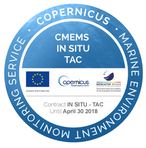 COPERNICUS - MARINE ENVIRONMENT MONITORING SERVICE -
CMEMS
IN SITU
TAC
Copernicus
Contract IN SITU - TAC
Until April 30 2018